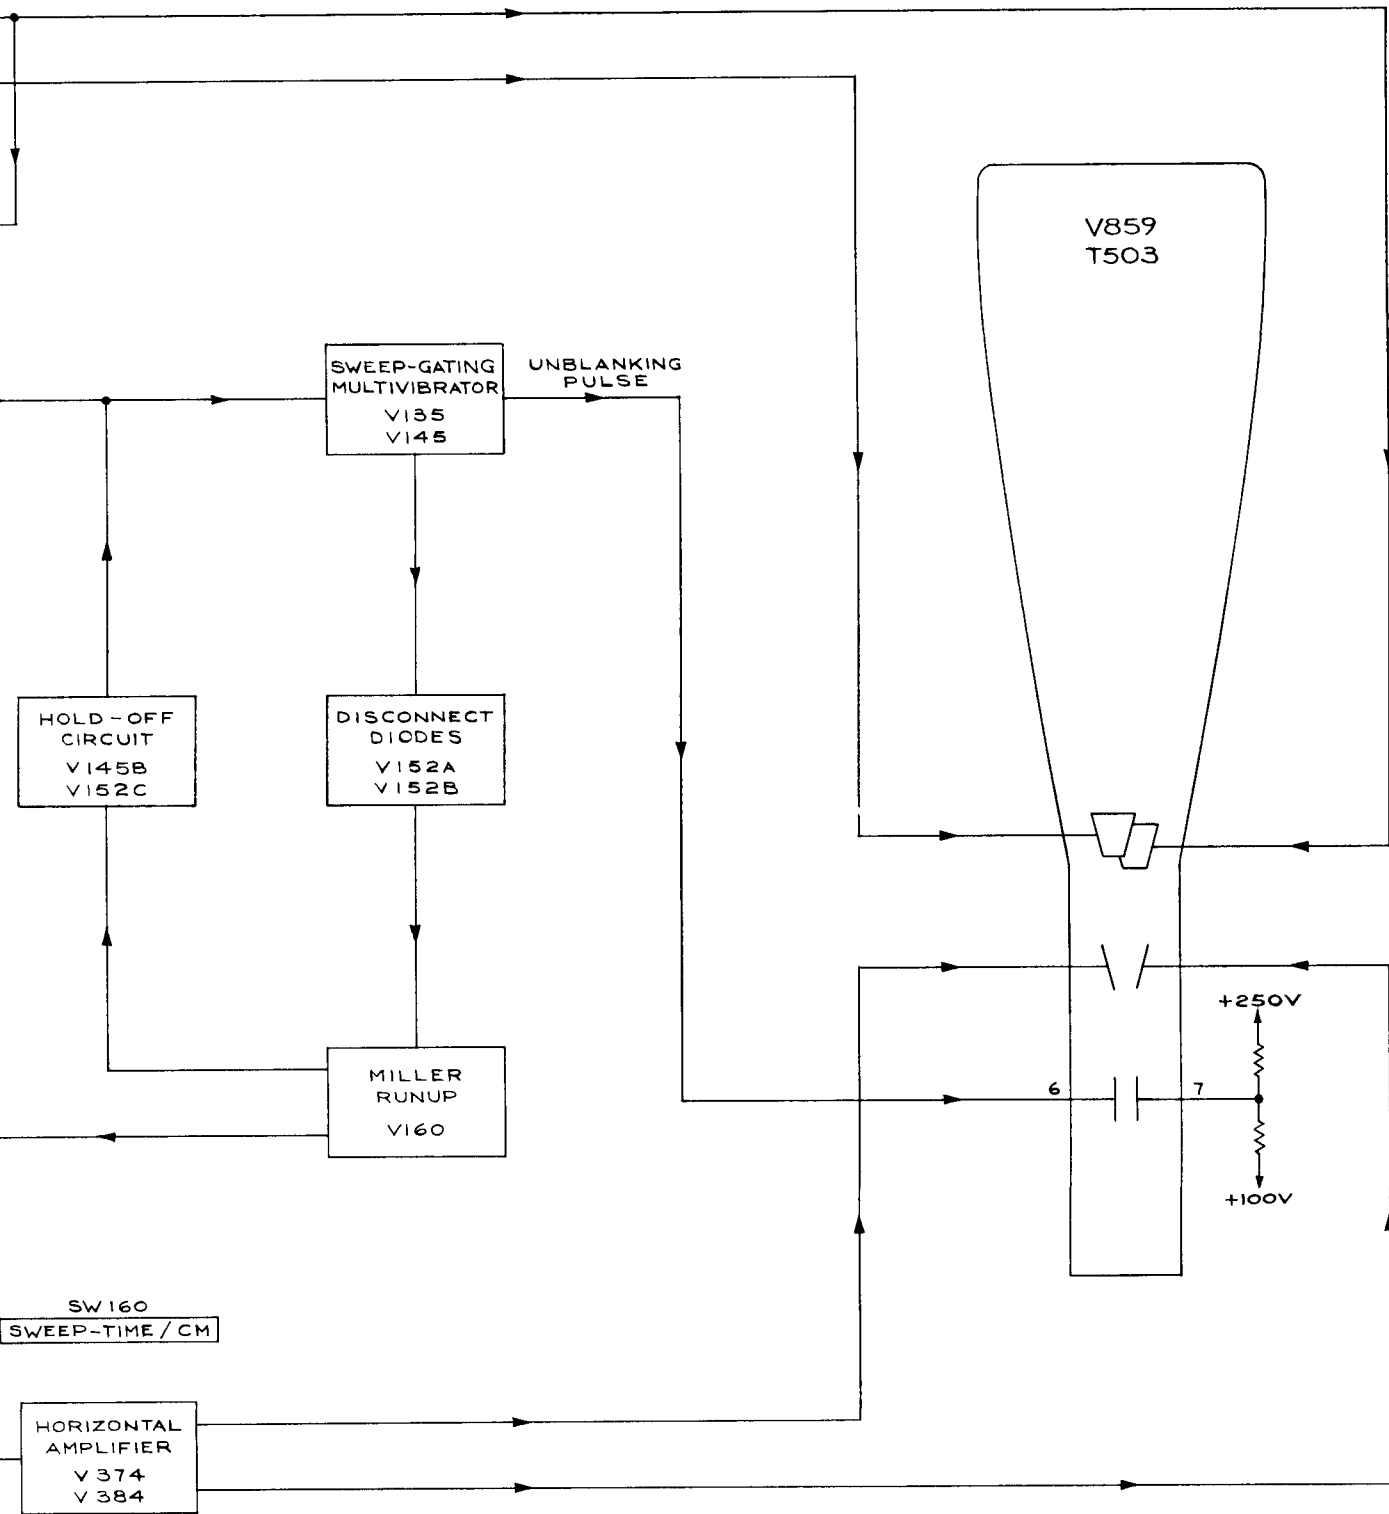 V859
T503
SWEEP-GATING
MULTIVIBRATOR
V135
V145
UNBLANKING
PULSE
HOLD-OFF
CIRCUIT
V145B
V152C
DISCONNECT
DIODES
V152A
V152B
+250V
6
7
+100V
MILLER
RUNUP
V160
SW160
SWEEP-TIME/CM
HORIZONTAL
AMPLIFIER
V374
V384